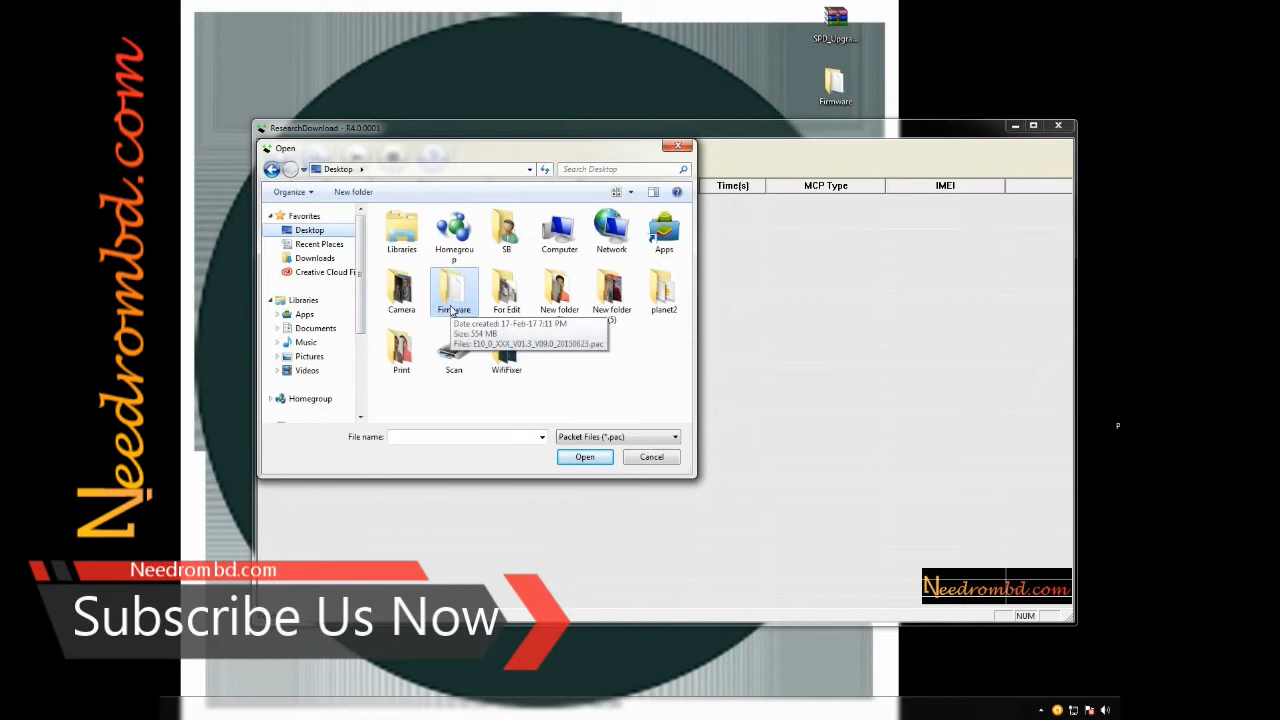 Needrombd.com
SPD_Upgra...
Firmware
ResearchDownload - R4.0.0001
Open
Desktop
Search Desktop
Organize
New folder
Time(s)
MCP Type
IMEI
Favorites
Desktop
Recent Places
Downloads
Creative Cloud Fi
Libraries
Apps
Documents
Music
Pictures
Videos
Homegroup
Libraries
Homegrou
p
SB
Computer
Network
Apps
Camera
Firmware
For Edit
New folder
New folder
(5)
planet2
Date created: 17-Feb-17 7:11 PM
Size: 554 MB
Files: E10_0_XXX_V01.3_V09.0_20150623.pac
Print
Scan
WifiFixer
File name:
Packet Files (*.pac)
Open
Cancel
P
Needrombd.com
Subscribe Us Now
Needrombd.com
NUM